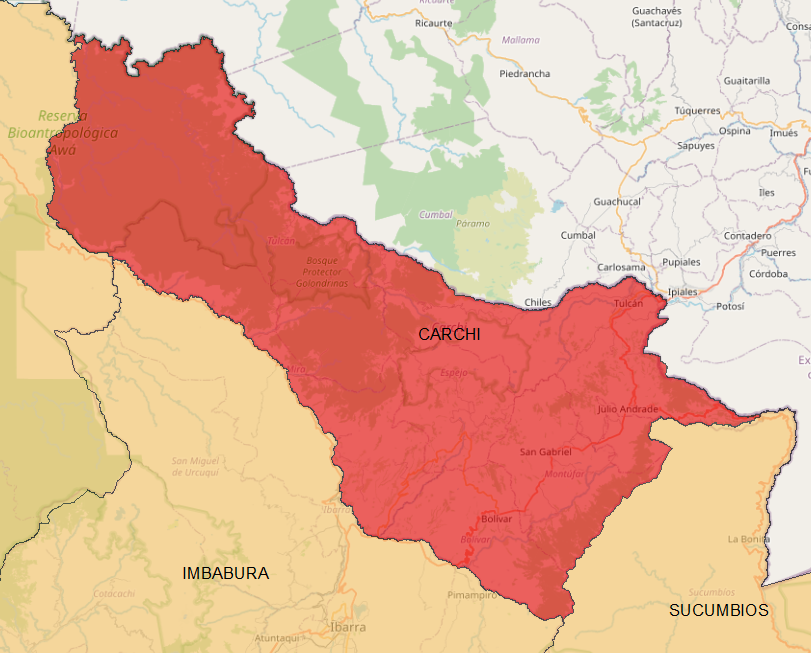 Guachavés
(Santacruz)
Ricaurte
Ricaurte
Mallama
Piedrancha
Guaitarilla
Túquerres
Ospina
Imués
Sapuyes
Reserva
Bioantropológica
Awá
Iles
Guachucal
Cumbal
Páramo
Cumbal
Contadero
Tulcán
Puerres
Bosque
Protector
Golondrinas
Carlosama
Pupiales
Córdoba
Ipiales
Chiles
Tulcán
Potosí
CARCHI
Espejo
Julio Andrade
San Gabriel
San Miguel
de Urcuquí
Montúfar
Bolívar
Bolívar
La Bonita
IMBABURA
Cotacachi
Pimampiro
Sucumbíos
SUCUMBIOS
Ibarra
Atuntaqui